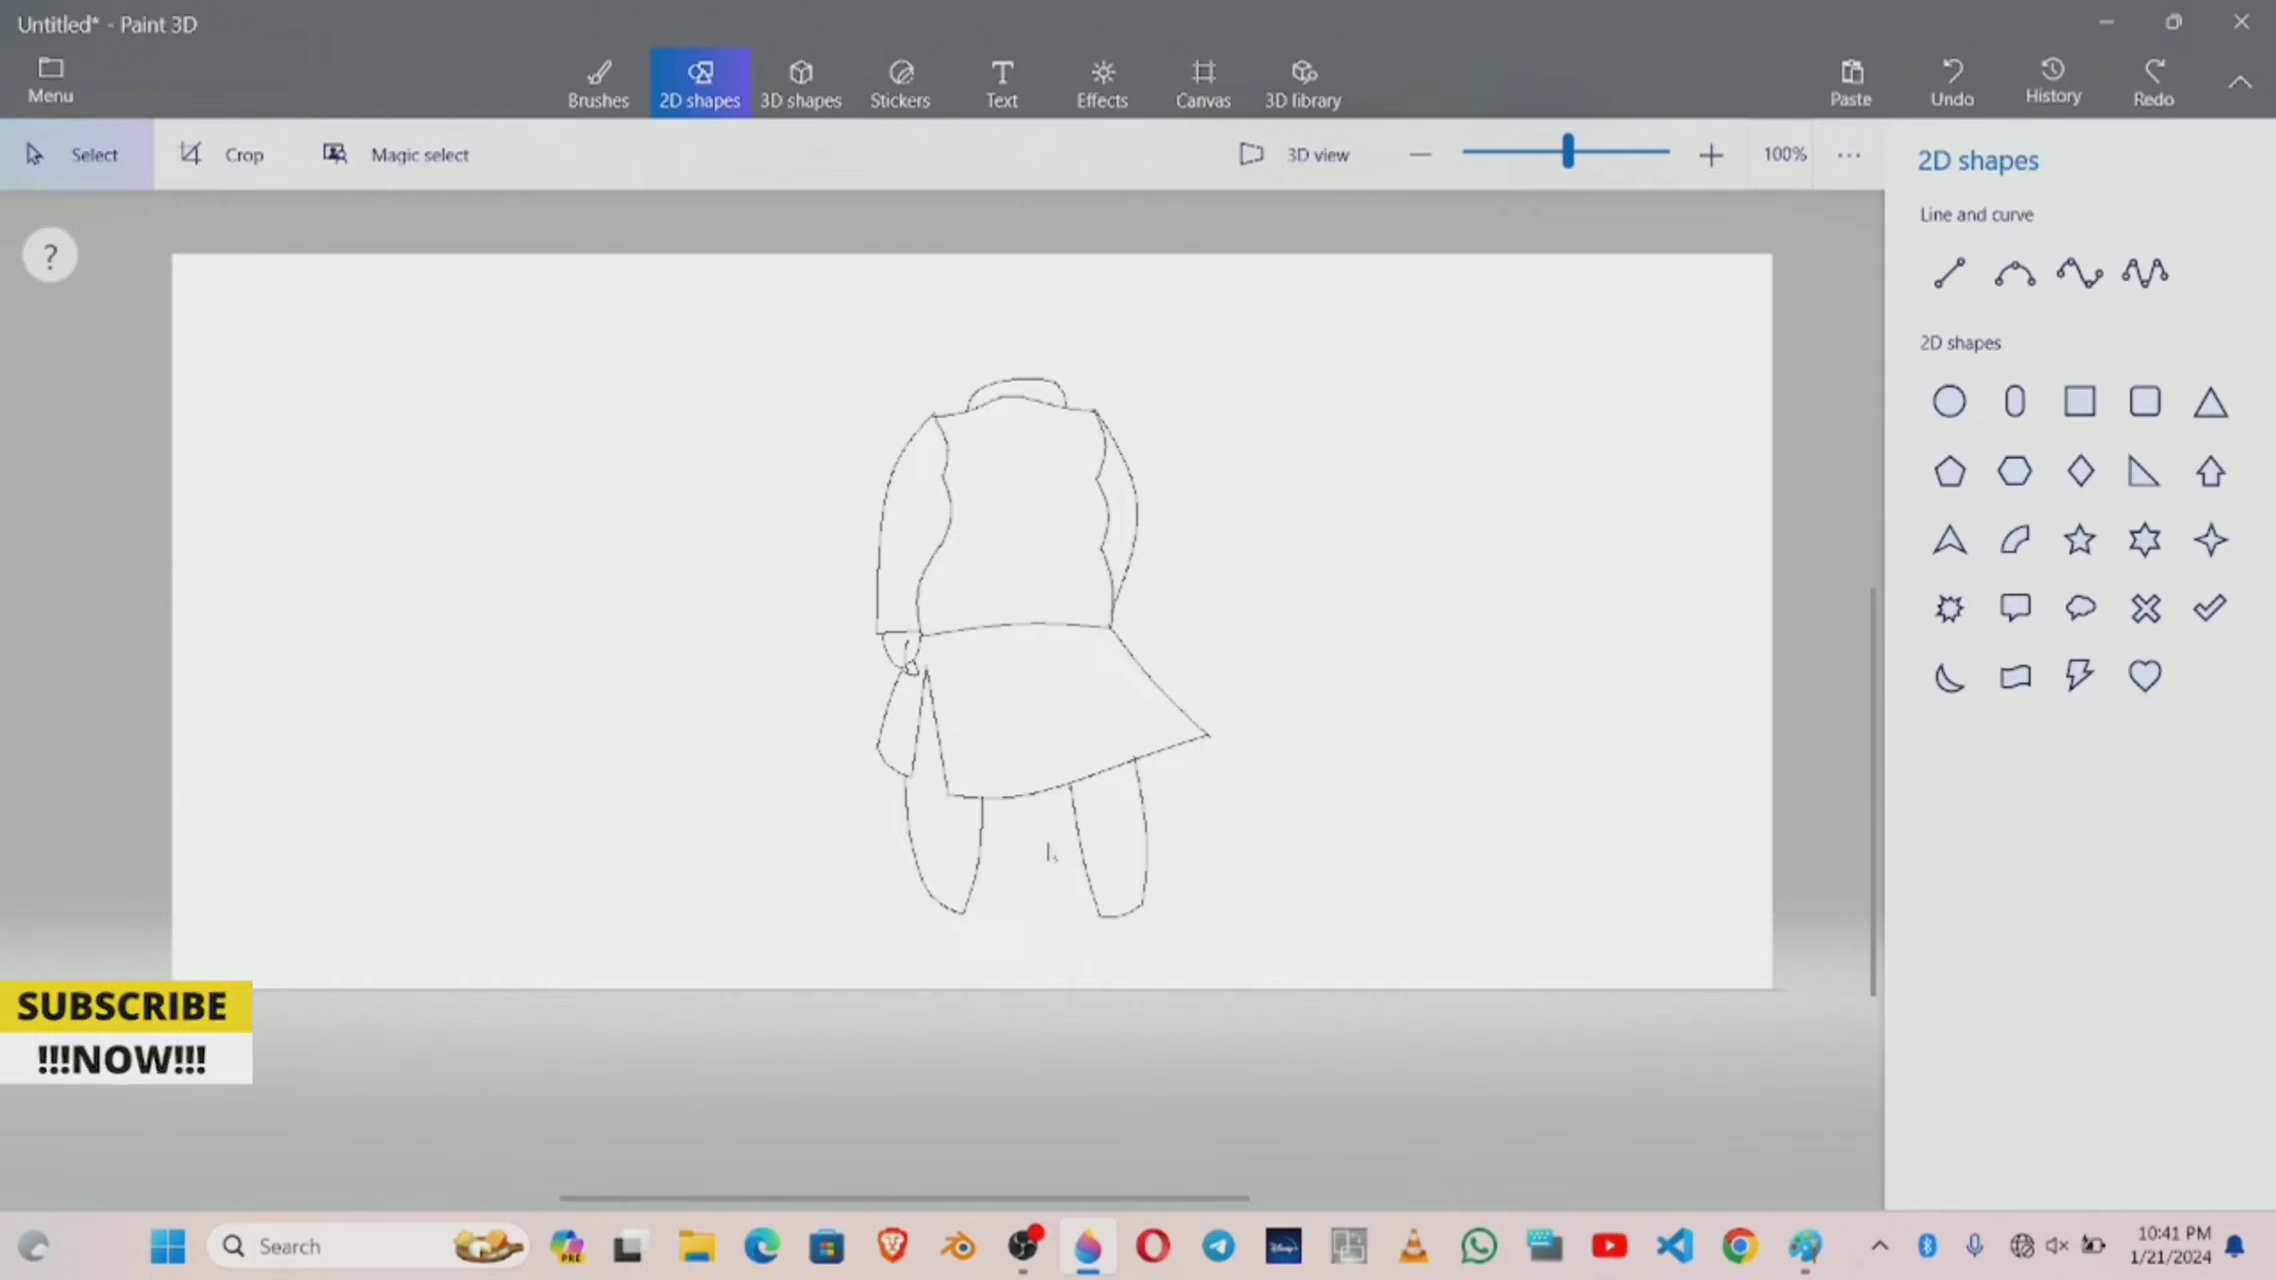 Untitled* - Paint 3D
Menu
Brushes
2D shapes
3D shapes
Stickers
Text
Effects
Canvas
3D library
Paste
Undo
History
Redo
Select
Crop
Magic select
3D view
100%
2D shapes
Line and curve
2D shapes
?
SUBSCRIBE
!!!NOW!!!
Search
PRE
Disney+
10:41 PM
1/21/2024